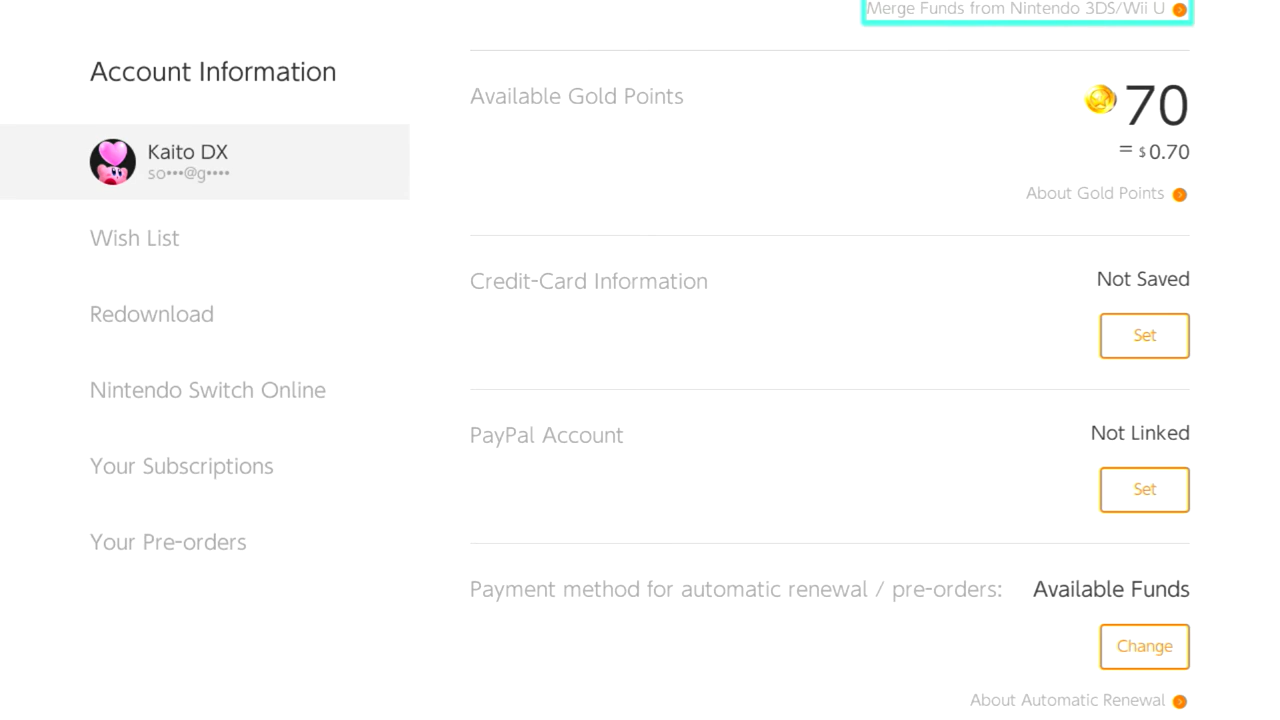 Merge Funds from Nintendo 3DS/Wii U
Account Information
Kaito DX
so•••@g••••
Wish List
Redownload
Nintendo Switch Online
Your Subscriptions
Your Pre-orders
Available Gold Points
70
= $0.70
About Gold Points
Credit-Card Information
Not Saved
Set
PayPal Account
Not Linked
Set
Payment method for automatic renewal / pre-orders:
Available Funds
Change
About Automatic Renewal